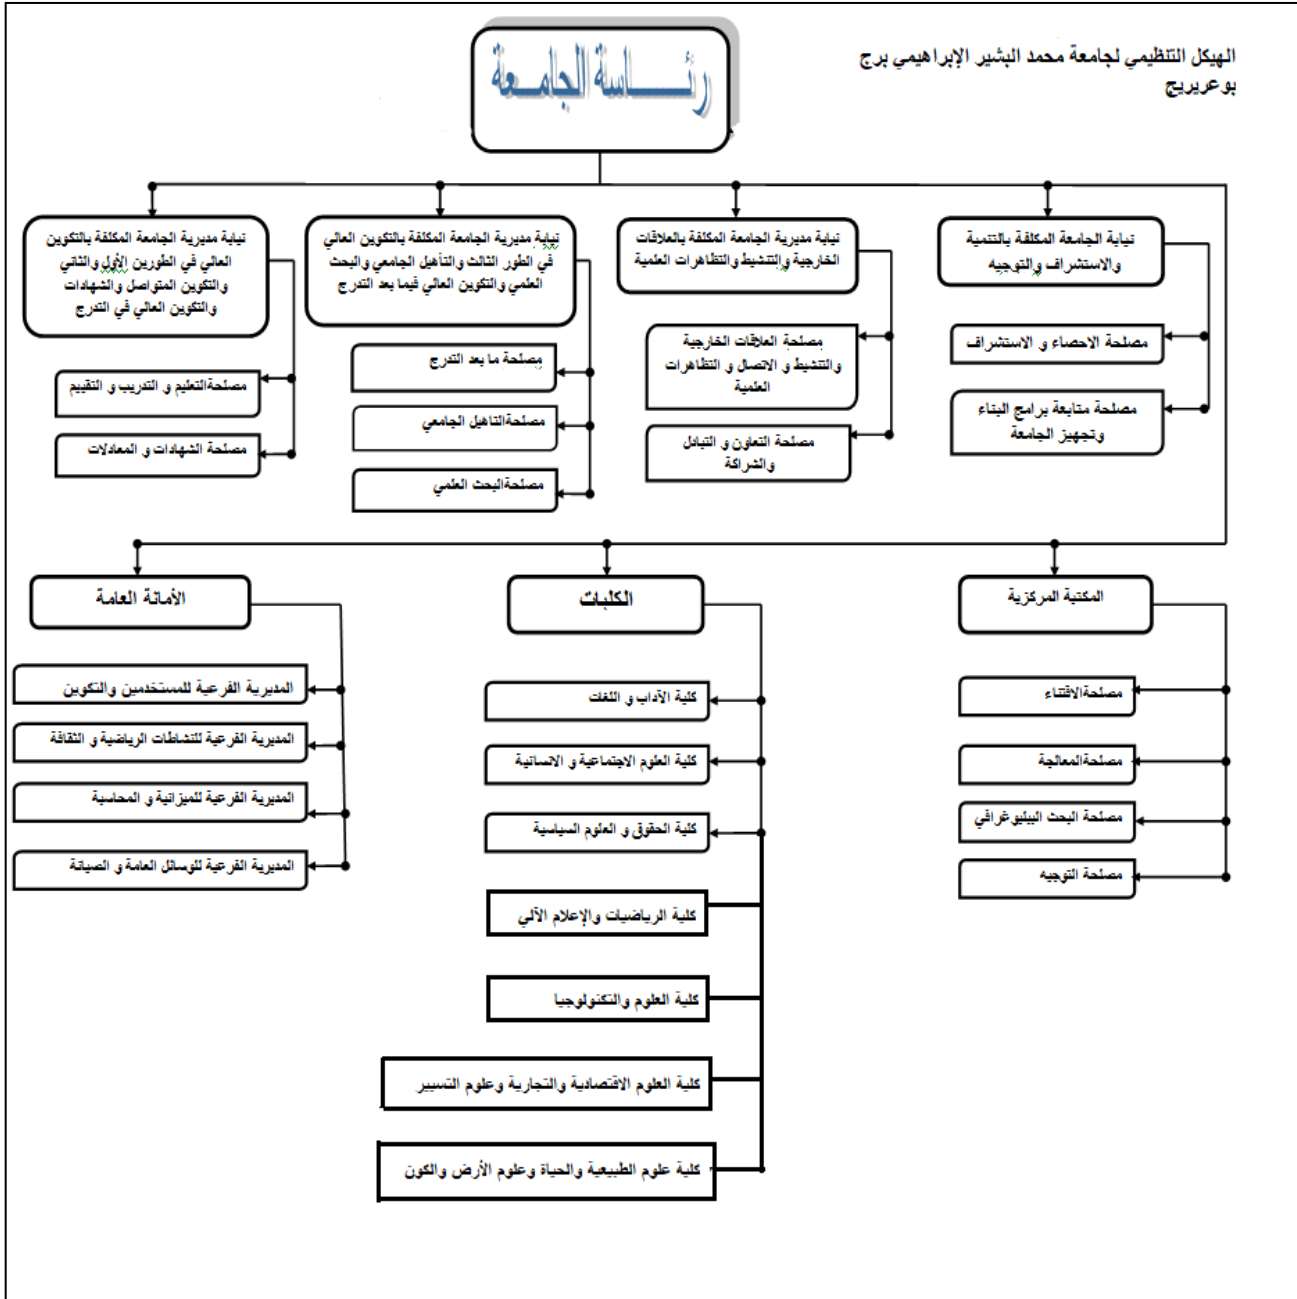 رئـــــاسة الجامـــعة
الهيكل التنظيمي لجامعة محمد البشير الإبراهيمي برج
بوعريريج
نيابة الجامعة المكلفة بالتنمية
والاستشراف والتوجيه
مصلحة الاحصاء و الاستشراف
مصلحة متابعة برامج البناء
وتجهيز الجامعة
نيابة مديرية الجامعة المكلفة بالعلاقات
الخارجية والتنشيط والتظاهرات العلمية
مصلحة العلاقات الخارجية
والتنشيط و الاتصال و التظاهرات
العلمية
مصلحة التعاون و التبادل
والشراكة
نيابة مديرية الجامعة المكلفة بالتكوين العالي
في الطور الثالث والتأهيل الجامعي والبحث
العلمي والتكوين العالي فيما بعد التدرج
مصلحة ما بعد التدرج
مصلحةالتاهيل الجامعي
مصلحةالبحث العلمي
نيابة مديرية الجامعة المكلفة بالتكوين
العالي في الطورين الأول والثاني
والتكوين المتواصل والشهادات
والتكوين العالي في التدرج
مصلحةالتعليم و التدريب و التقييم
مصلحة الشهادات و المعادلات
المكتبة المركزية
مصلحةالاقتناء
مصلحةالمعالجة
مصلحة البحث البيليوغرافي
مصلحة التوجيه
الكليات
كلية الآداب و اللغات
كلية العلوم الاجتماعية و الانسانية
كلية الحقوق و العلوم السياسية
كلية الرياضيات والإعلام الآلي
كلية العلوم والتكنولوجيا
كلية العلوم الاقتصادية والتجارية وعلوم التسيير
كلية علوم الطبيعية والحياة وعلوم الأرض والكون
الأمانة العامة
المديرية الفرعية للمستخدمين والتكوين
المديرية الفرعية للنشاطات الرياضية و الثقافة
المديرية الفرعية للميزانية و المحاسبة
المديرية الفرعية للوسائل العامة و الصيانة